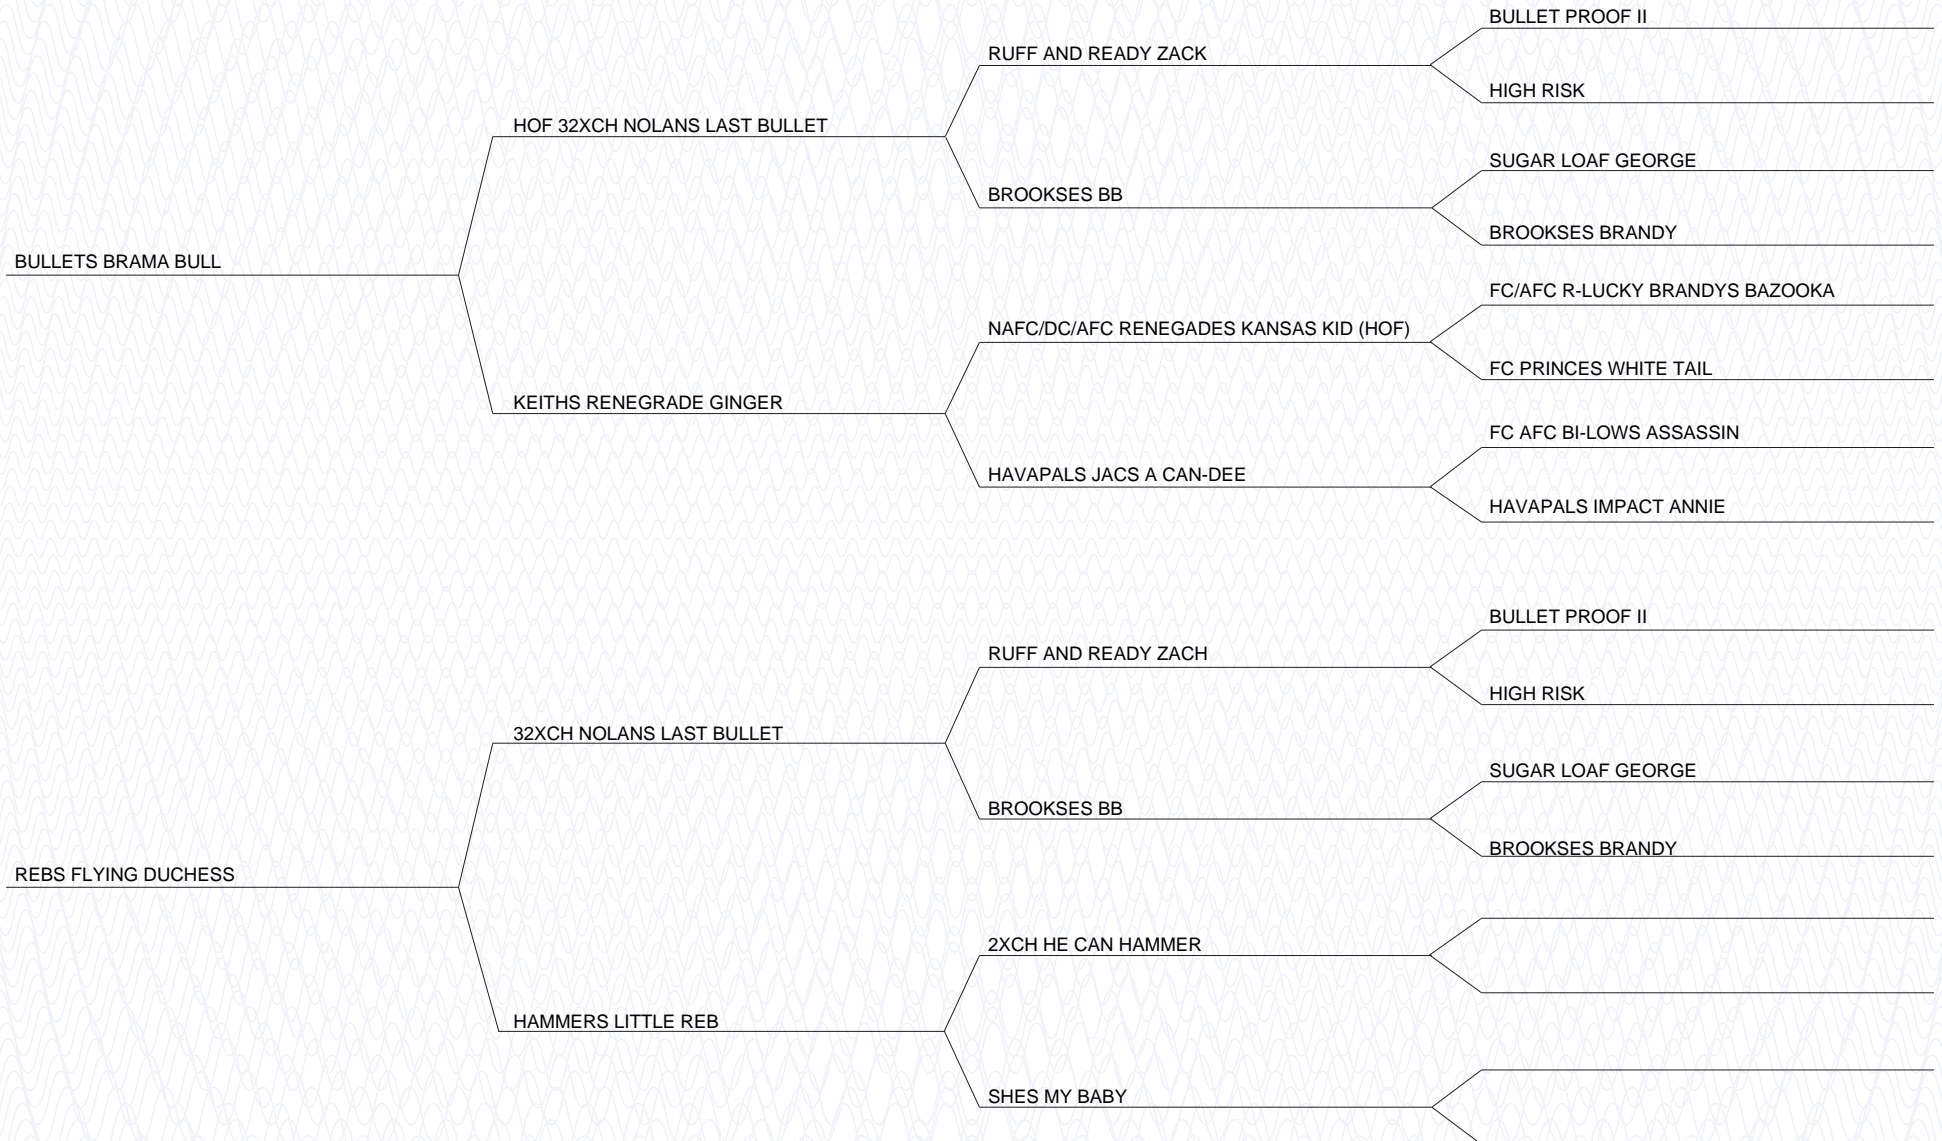 BULLET PROOF II
RUFF AND READY ZACK
HIGH RISK
HOF 32XCH NOLANS LAST BULLET
SUGAR LOAF GEORGE
BROOKSES BB
BROOKSES BRANDY
BULLETS BRAMA BULL
FC/AFC R-LUCKY BRANDYS BAZOOKA
NAFC/DC/AFC RENEGADES KANSAS KID (HOF)
FC PRINCES WHITE TAIL
KEITHS RENEGRADE GINGER
FC AFC BI-LOWS ASSASSIN
HAVAPALS JACS A CAN-DEE
HAVAPALS IMPACT ANNIE
BULLET PROOF II
RUFF AND READY ZACH
HIGH RISK
32XCH NOLANS LAST BULLET
SUGAR LOAF GEORGE
BROOKSES BB
BROOKSES BRANDY
REBS FLYING DUCHESS
2XCH HE CAN HAMMER
HAMMERS LITTLE REB
SHES MY BABY